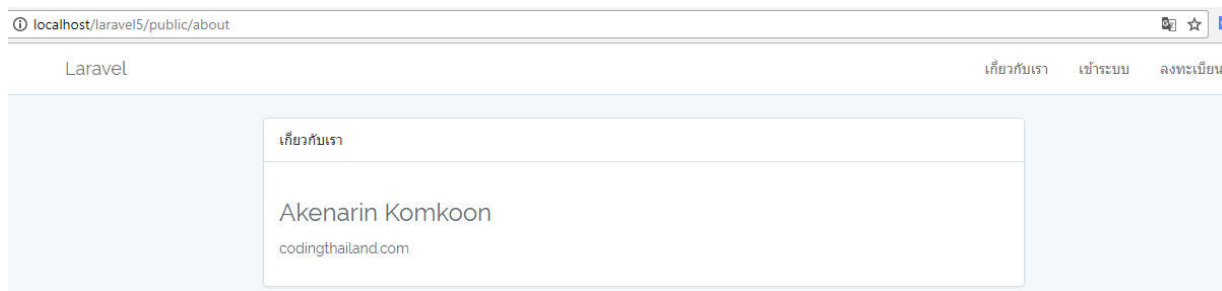 localhost/laravel5/public/about
Laravel เกี่ยวกับเรา เข้าระบบ ลงทะเบียน
เกี่ยวกับเรา
Akenarin Komkoon
codingthailand.com